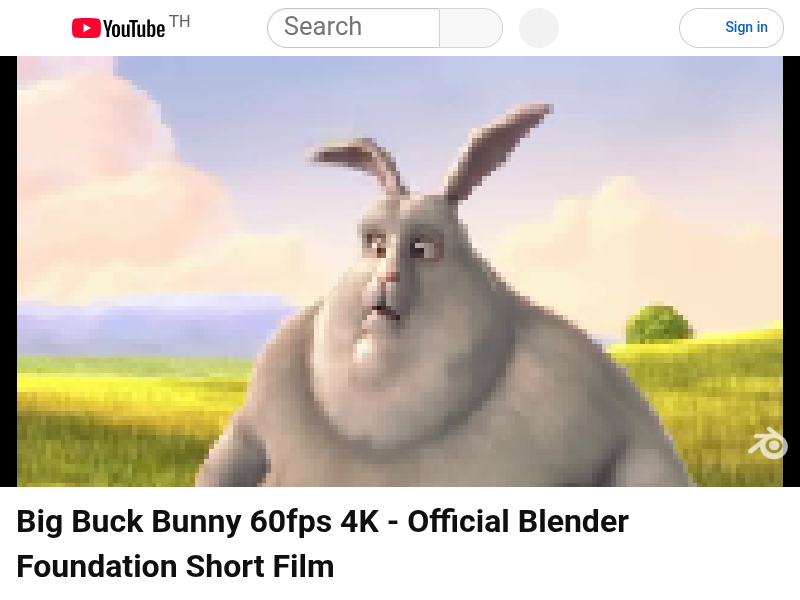 YouTube TH
Search
Sign in
Big Buck Bunny 60fps 4K - Official Blender
Foundation Short Film